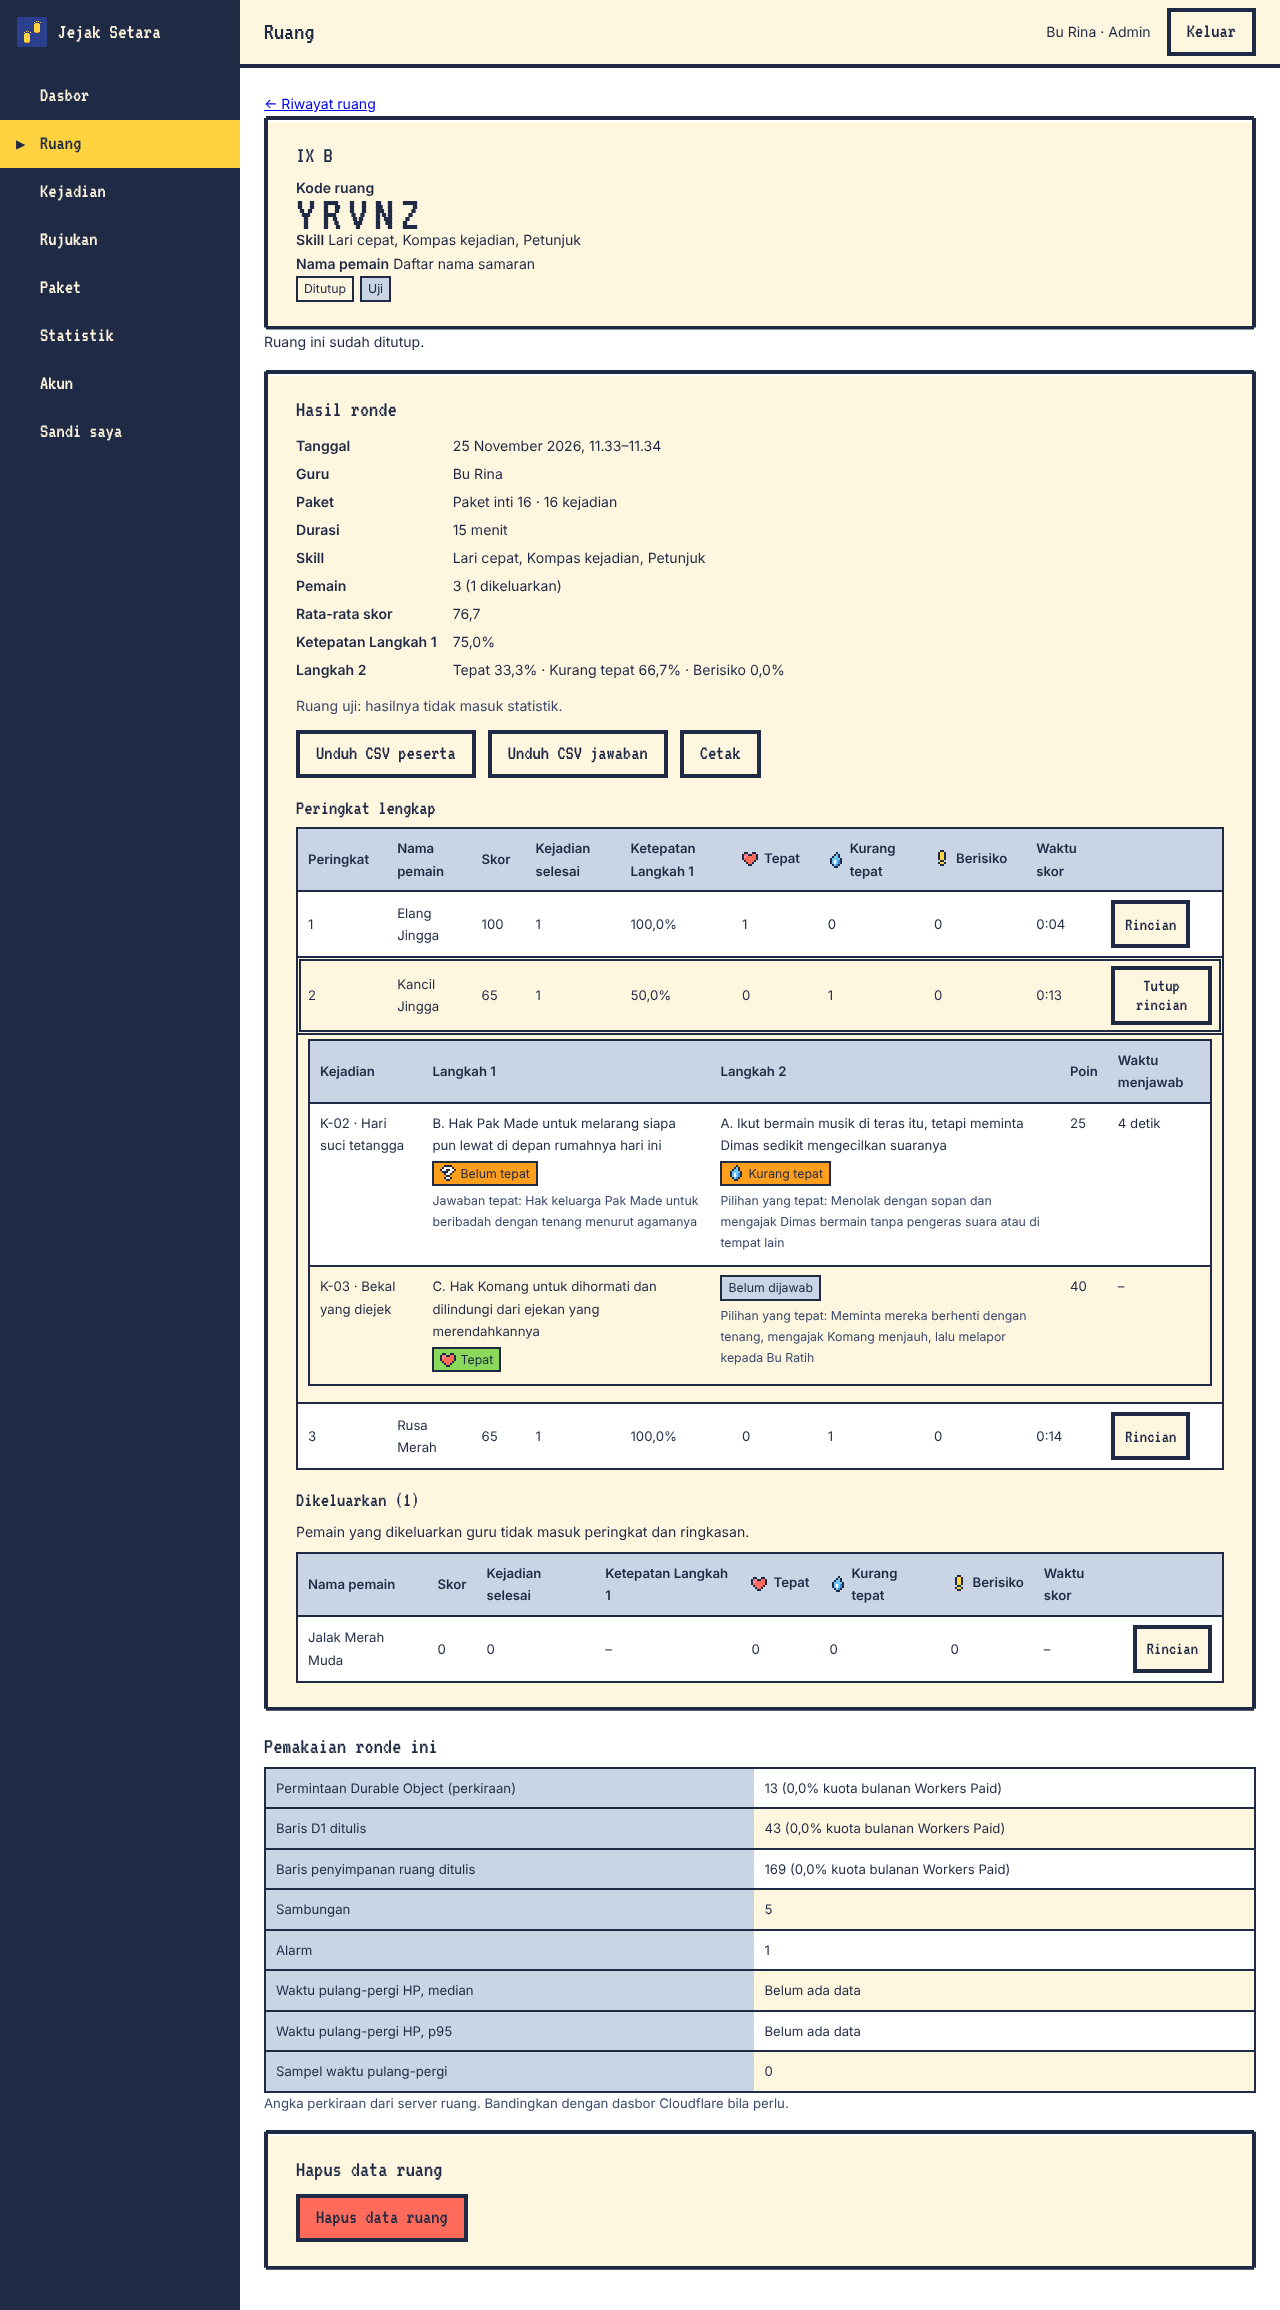 Jejak Setara
Dasbor
► Ruang
Kejadian
Rujukan
Paket
Statistik
Akun
Sandi saya
Ruang
Bu Rina · Admin
Keluar
← Riwayat ruang
IX B
Kode ruang
YRVNZ
Skill Lari cepat, Kompas kejadian, Petunjuk
Nama pemain Daftar nama samaran
Ditutup Uji
Ruang ini sudah ditutup.
Hasil ronde
Tanggal 25 November 2026, 11.33–11.34
Guru Bu Rina
Paket Paket inti 16 · 16 kejadian
Durasi 15 menit
Skill Lari cepat, Kompas kejadian, Petunjuk
Pemain 3 (1 dikeluarkan)
Rata-rata skor 76,7
Ketepatan Langkah 1 75,0%
Langkah 2 Tepat 33,3% · Kurang tepat 66,7% · Berisiko 0,0%
Ruang uji: hasilnya tidak masuk statistik.
Unduh CSV peserta Unduh CSV jawaban Cetak
Peringkat lengkap
Peringkat Nama pemain Skor Kejadian selesai Ketepatan Langkah 1 Tepat Kurang tepat Berisiko Waktu skor
1 Elang Jingga 100 1 100,0% 1 0 0 0:04 Rincian
2 Kancil Jingga 65 1 50,0% 0 1 0 0:13 Tutup rincian
Kejadian Langkah 1 Langkah 2 Poin Waktu menjawab
K-02 · Hari suci tetangga
B. Hak Pak Made untuk melarang siapa
pun lewat di depan rumahnya hari ini
Belum tepat
Jawaban tepat: Hak keluarga Pak Made untuk
beribadah dengan tenang menurut agamanya
A. Ikut bermain musik di teras itu, tetapi meminta
Dimas sedikit mengecilkan suaranya
Kurang tepat
Pilihan yang tepat: Menolak dengan sopan dan
mengajak Dimas bermain tanpa pengeras suara atau di
tempat lain
25 4 detik
K-03 · Bekal yang diejek
C. Hak Komang untuk dihormati dan
dilindungi dari ejekan yang
merendahkannya
Tepat
Belum dijawab
Pilihan yang tepat: Meminta mereka berhenti dengan
tenang, mengajak Komang menjauh, lalu melapor
kepada Bu Ratih
40 –
3 Rusa Merah 65 1 100,0% 0 1 0 0:14 Rincian
Dikeluarkan (1)
Pemain yang dikeluarkan guru tidak masuk peringkat dan ringkasan.
Nama pemain Skor Kejadian selesai Ketepatan Langkah 1 Tepat Kurang tepat Berisiko Waktu skor
Jalak Merah Muda 0 0 – 0 0 0 – Rincian
Pemakaian ronde ini
Permintaan Durable Object (perkiraan) 13 (0,0% kuota bulanan Workers Paid)
Baris D1 ditulis 43 (0,0% kuota bulanan Workers Paid)
Baris penyimpanan ruang ditulis 169 (0,0% kuota bulanan Workers Paid)
Sambungan 5
Alarm 1
Waktu pulang-pergi HP, median Belum ada data
Waktu pulang-pergi HP, p95 Belum ada data
Sampel waktu pulang-pergi 0
Angka perkiraan dari server ruang. Bandingkan dengan dasbor Cloudflare bila perlu.
Hapus data ruang
Hapus data ruang